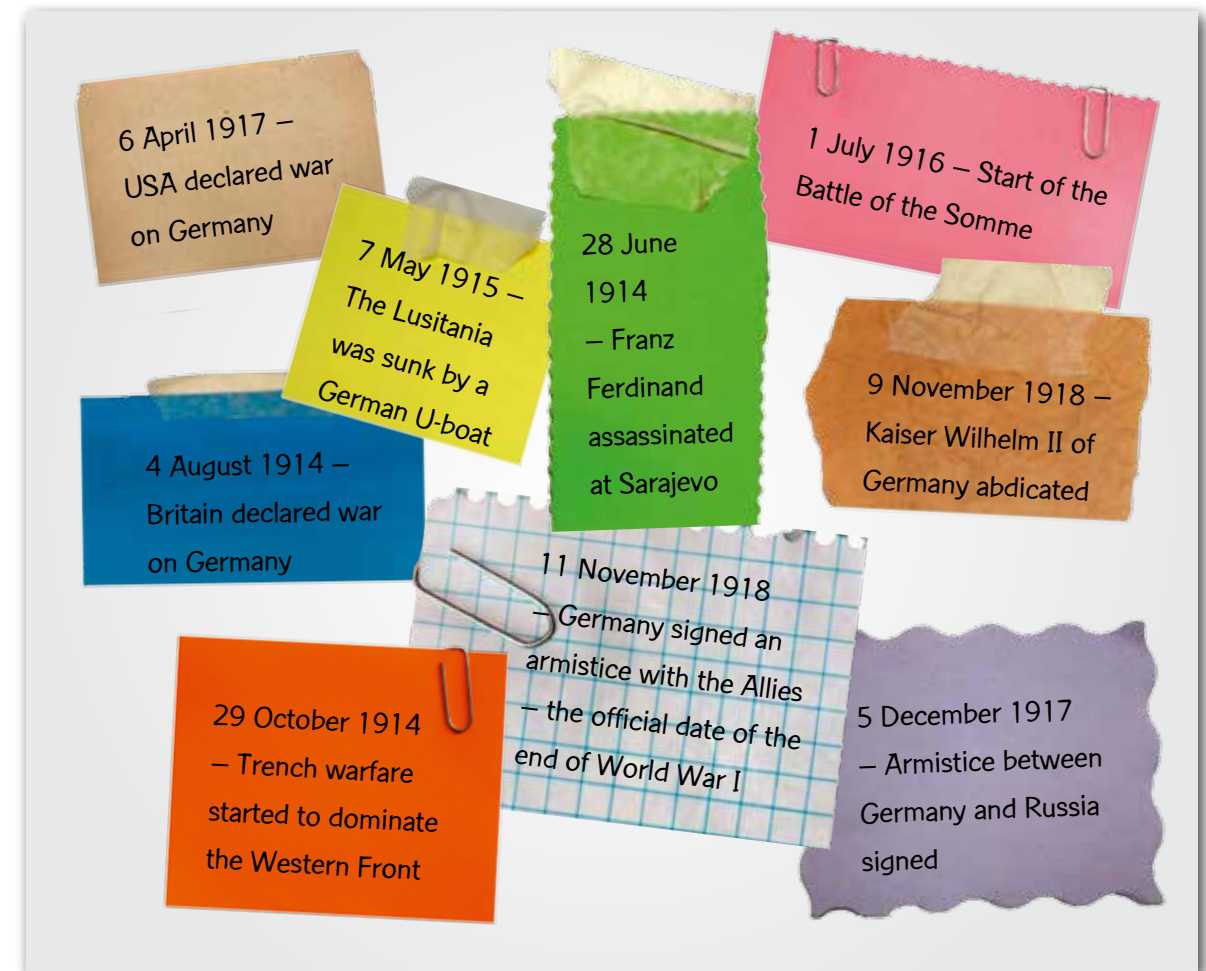 6 April 1917 –
USA declared war
on Germany
7 May 1915 –
The Lusitania
was sunk by a
German U-boat
28 June
1914
– Franz
Ferdinand
assassinated
at Sarajevo
1 July 1916 – Start of the
Battle of the Somme
9 November 1918 –
Kaiser Wilhelm II of
Germany abdicated
4 August 1914 –
Britain declared war
on Germany
11 November 1918
– Germany signed an
armistice with the Allies
– the official date of the
end of World War I
29 October 1914
– Trench warfare
started to dominate
the Western Front
5 December 1917
– Armistice between
Germany and Russia
signed